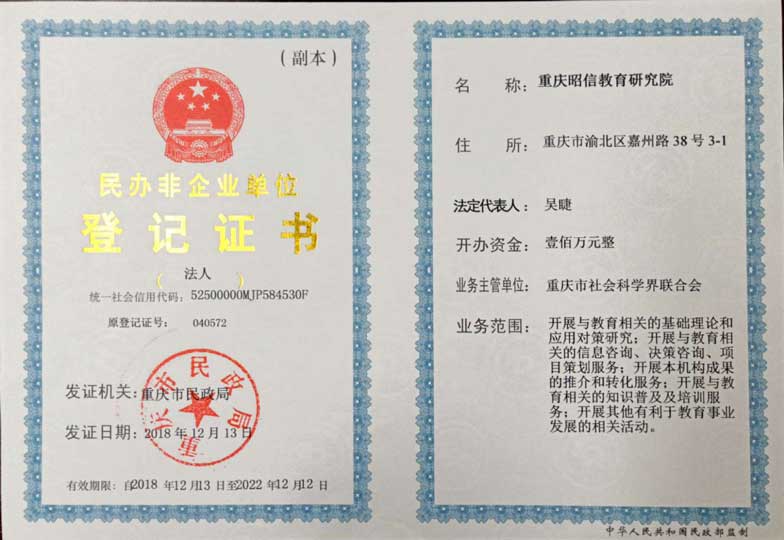 （副本）
民办非企业单位
登记证书
（法人）
统一社会信用代码：52500000MJP584530F
原登记证号：040572
发证机关：重庆市民政局
发证日期：2018年12月13日
有效期限：自2018年12月13日至2022年12月12日
重庆市民政局
名称：重庆昭信教育研究院
住所：重庆市渝北区嘉州路38号3-1
法定代表人：吴睫
开办资金：壹佰万元整
业务主管单位：重庆市社会科学界联合会
业务范围：开展与教育相关的基础理论和
应用对策研究；开展与教育相
关的信息咨询、决策咨询、项
目策划服务；开展本机构成果
的推介和转化服务；开展与教
育相关的知识普及及培训服
务；开展其他有利于教育事业
发展的相关活动。
中华人民共和国民政部监制